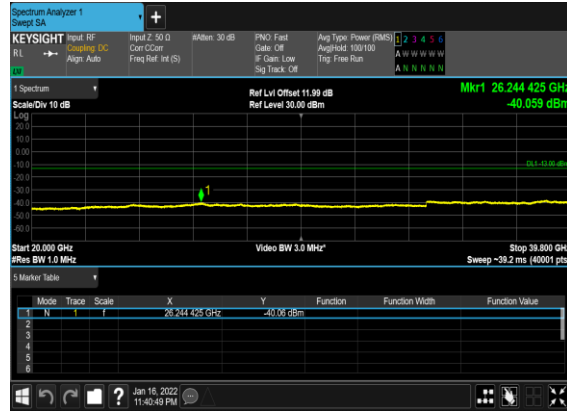 Spectrum Analyzer 1
Swept SA
+
KEYSIGHT Input: RF Input Z: 50 Ω #Atten: 30 dB PNO: Fast Avg Type: Power (RMS) 1 2 3 4 5 6
RL Coupling: DC Corr CCorr Gate: Off Avg|Hold: 100/100 A W W W W W
Align: Auto Freq Ref: Int (S) IF Gain: Low Trig: Free Run
Sig Track: Off A N N N N N
1 Spectrum Ref Lvl Offset 11.99 dB Mkr1 26.244 425 GHz
Scale/Div 10 dB Ref Level 30.00 dBm -40.059 dBm
Log
20.0
10.0
0.00
-10.0 DL1 -13.00 dBm
-20.0
-30.0 1
-40.0
-50.0
-60.0
Start 20.000 GHz Video BW 3.0 MHz* Stop 39.800 GHz
#Res BW 1.0 MHz Sweep ~39.2 ms (40001 pts)
5 Marker Table
Mode Trace Scale X Y Function Function Width Function Value
1 N 1 f 26.244 425 GHz -40.06 dBm
2
3
4
5
6
? Jan 16, 2022
11:40:49 PM